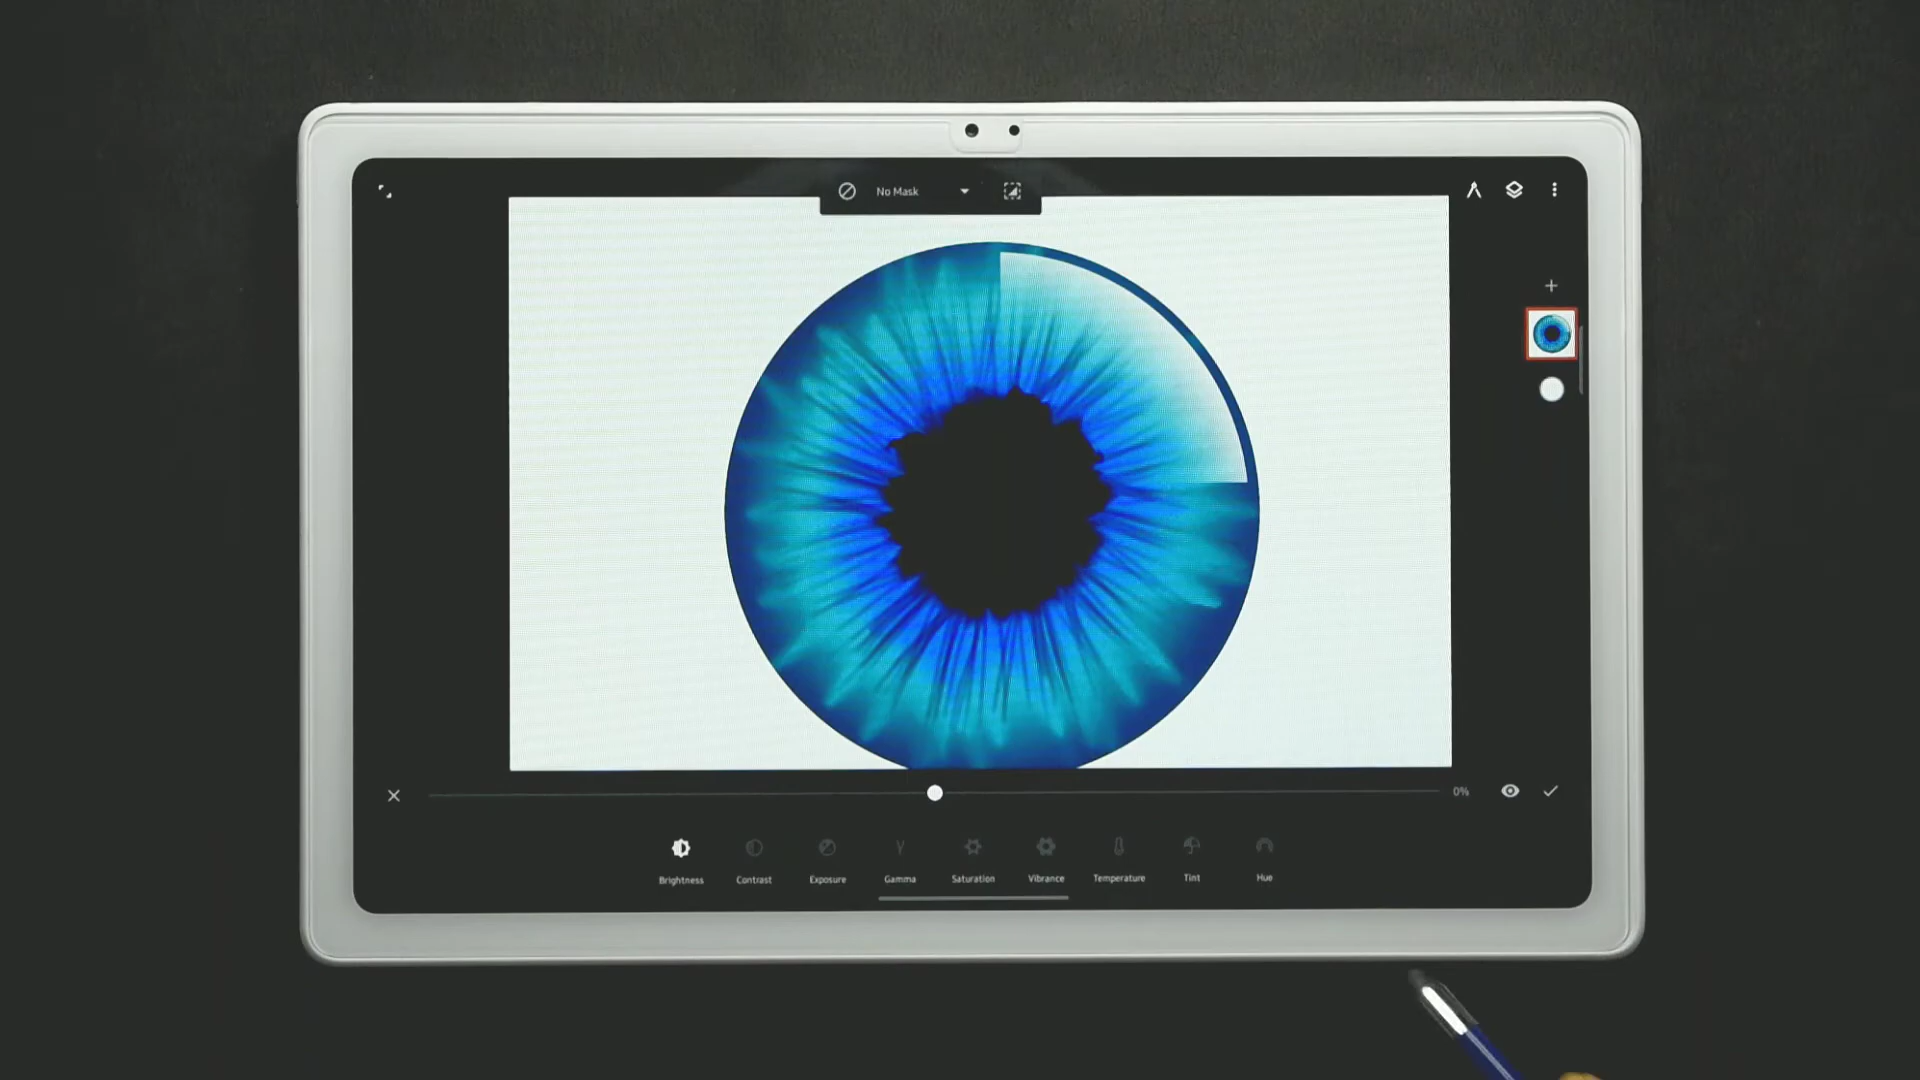 No Mask
0%
Brightness Contrast Exposure Gamma Saturation Vibrance Temperature Tint Hue